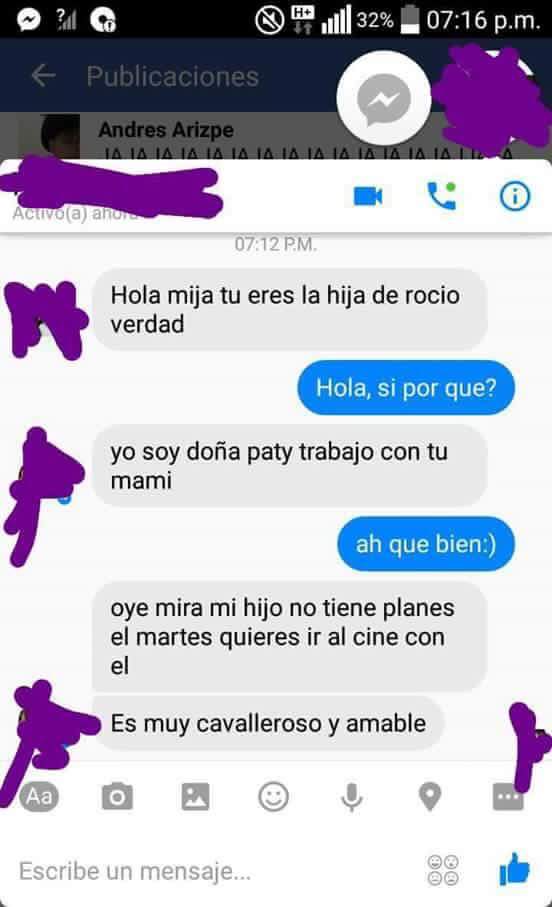 H+
32%
07:16 p.m.
Publicaciones
Andres Arizpe
JA JA JA JA JA JA JA JA JA JA JA JA JA
Activo(a) ahora
07:12 P.M.
Hola mija tu eres la hija de rocio
verdad
Hola, si por que?
yo soy doña paty trabajo con tu
mami
ah que bien:)
oye mira mi hijo no tiene planes
el martes quieres ir al cine con
el
Es muy cavalleroso y amable
Aa
Escribe un mensaje...